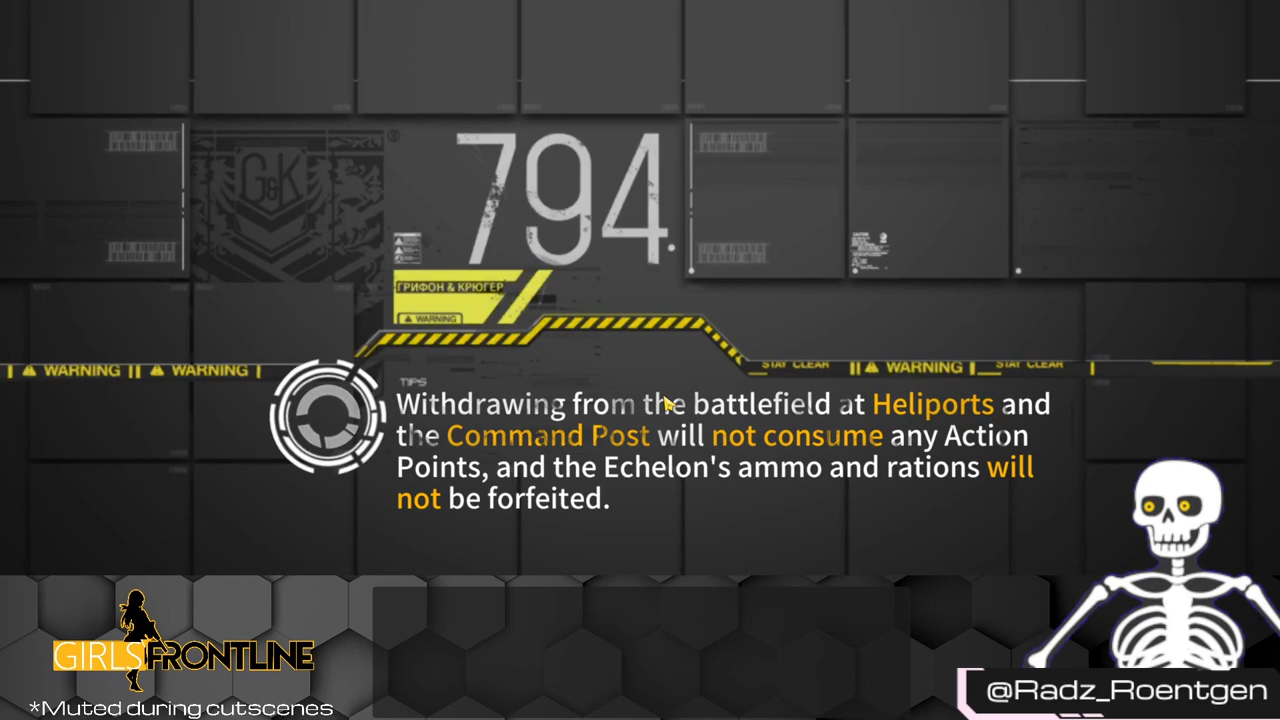 G&K
794.
ГРИФОН & КРЮГЕР
WARNING
WARNING WARNING
STAY CLEAR WARNING STAY CLEAR
TIPS
Withdrawing from the battlefield at Heliports and
the Command Post will not consume any Action
Points, and the Echelon's ammo and rations will
not be forfeited.
GIRLS FRONTLINE
*Muted during cutscenes
@Radz_Roentgen